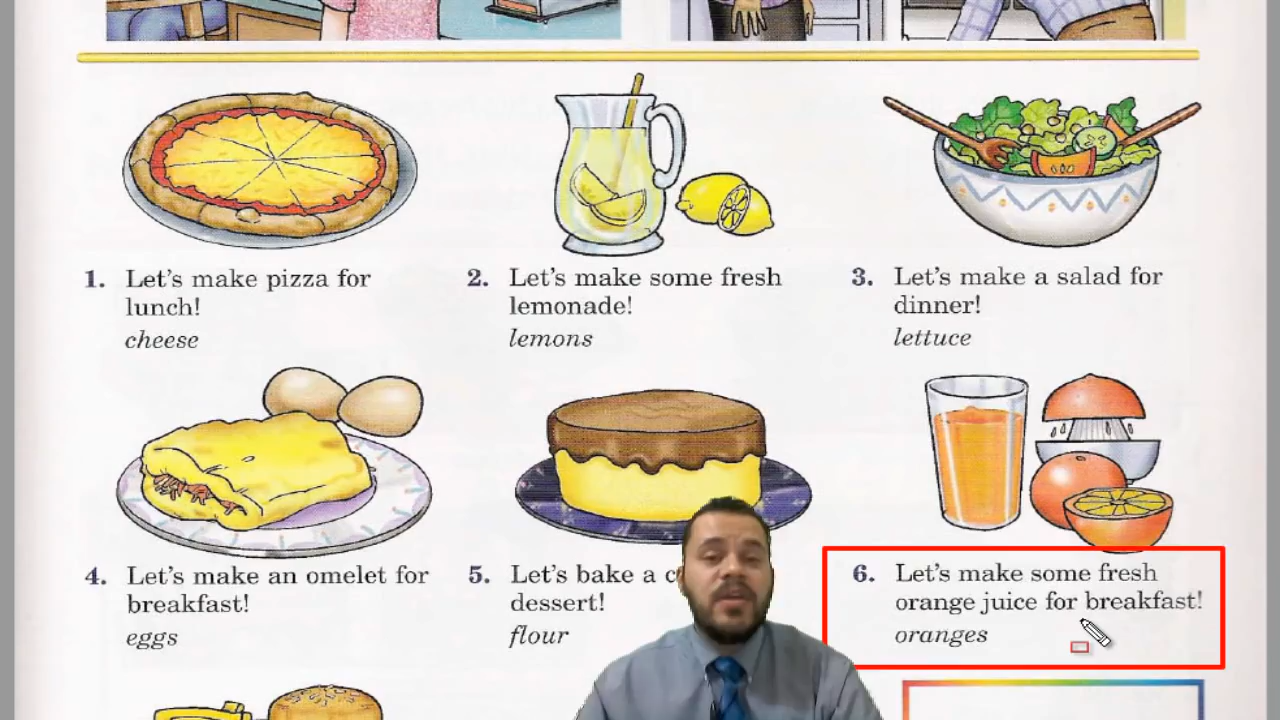 1. Let's make pizza for
lunch!
cheese
2. Let's make some fresh
lemonade!
lemons
3. Let's make a salad for
dinner!
lettuce
4. Let's make an omelet for
breakfast!
eggs
5. Let's bake a c
dessert!
flour
6. Let's make some fresh
orange juice for breakfast!
oranges